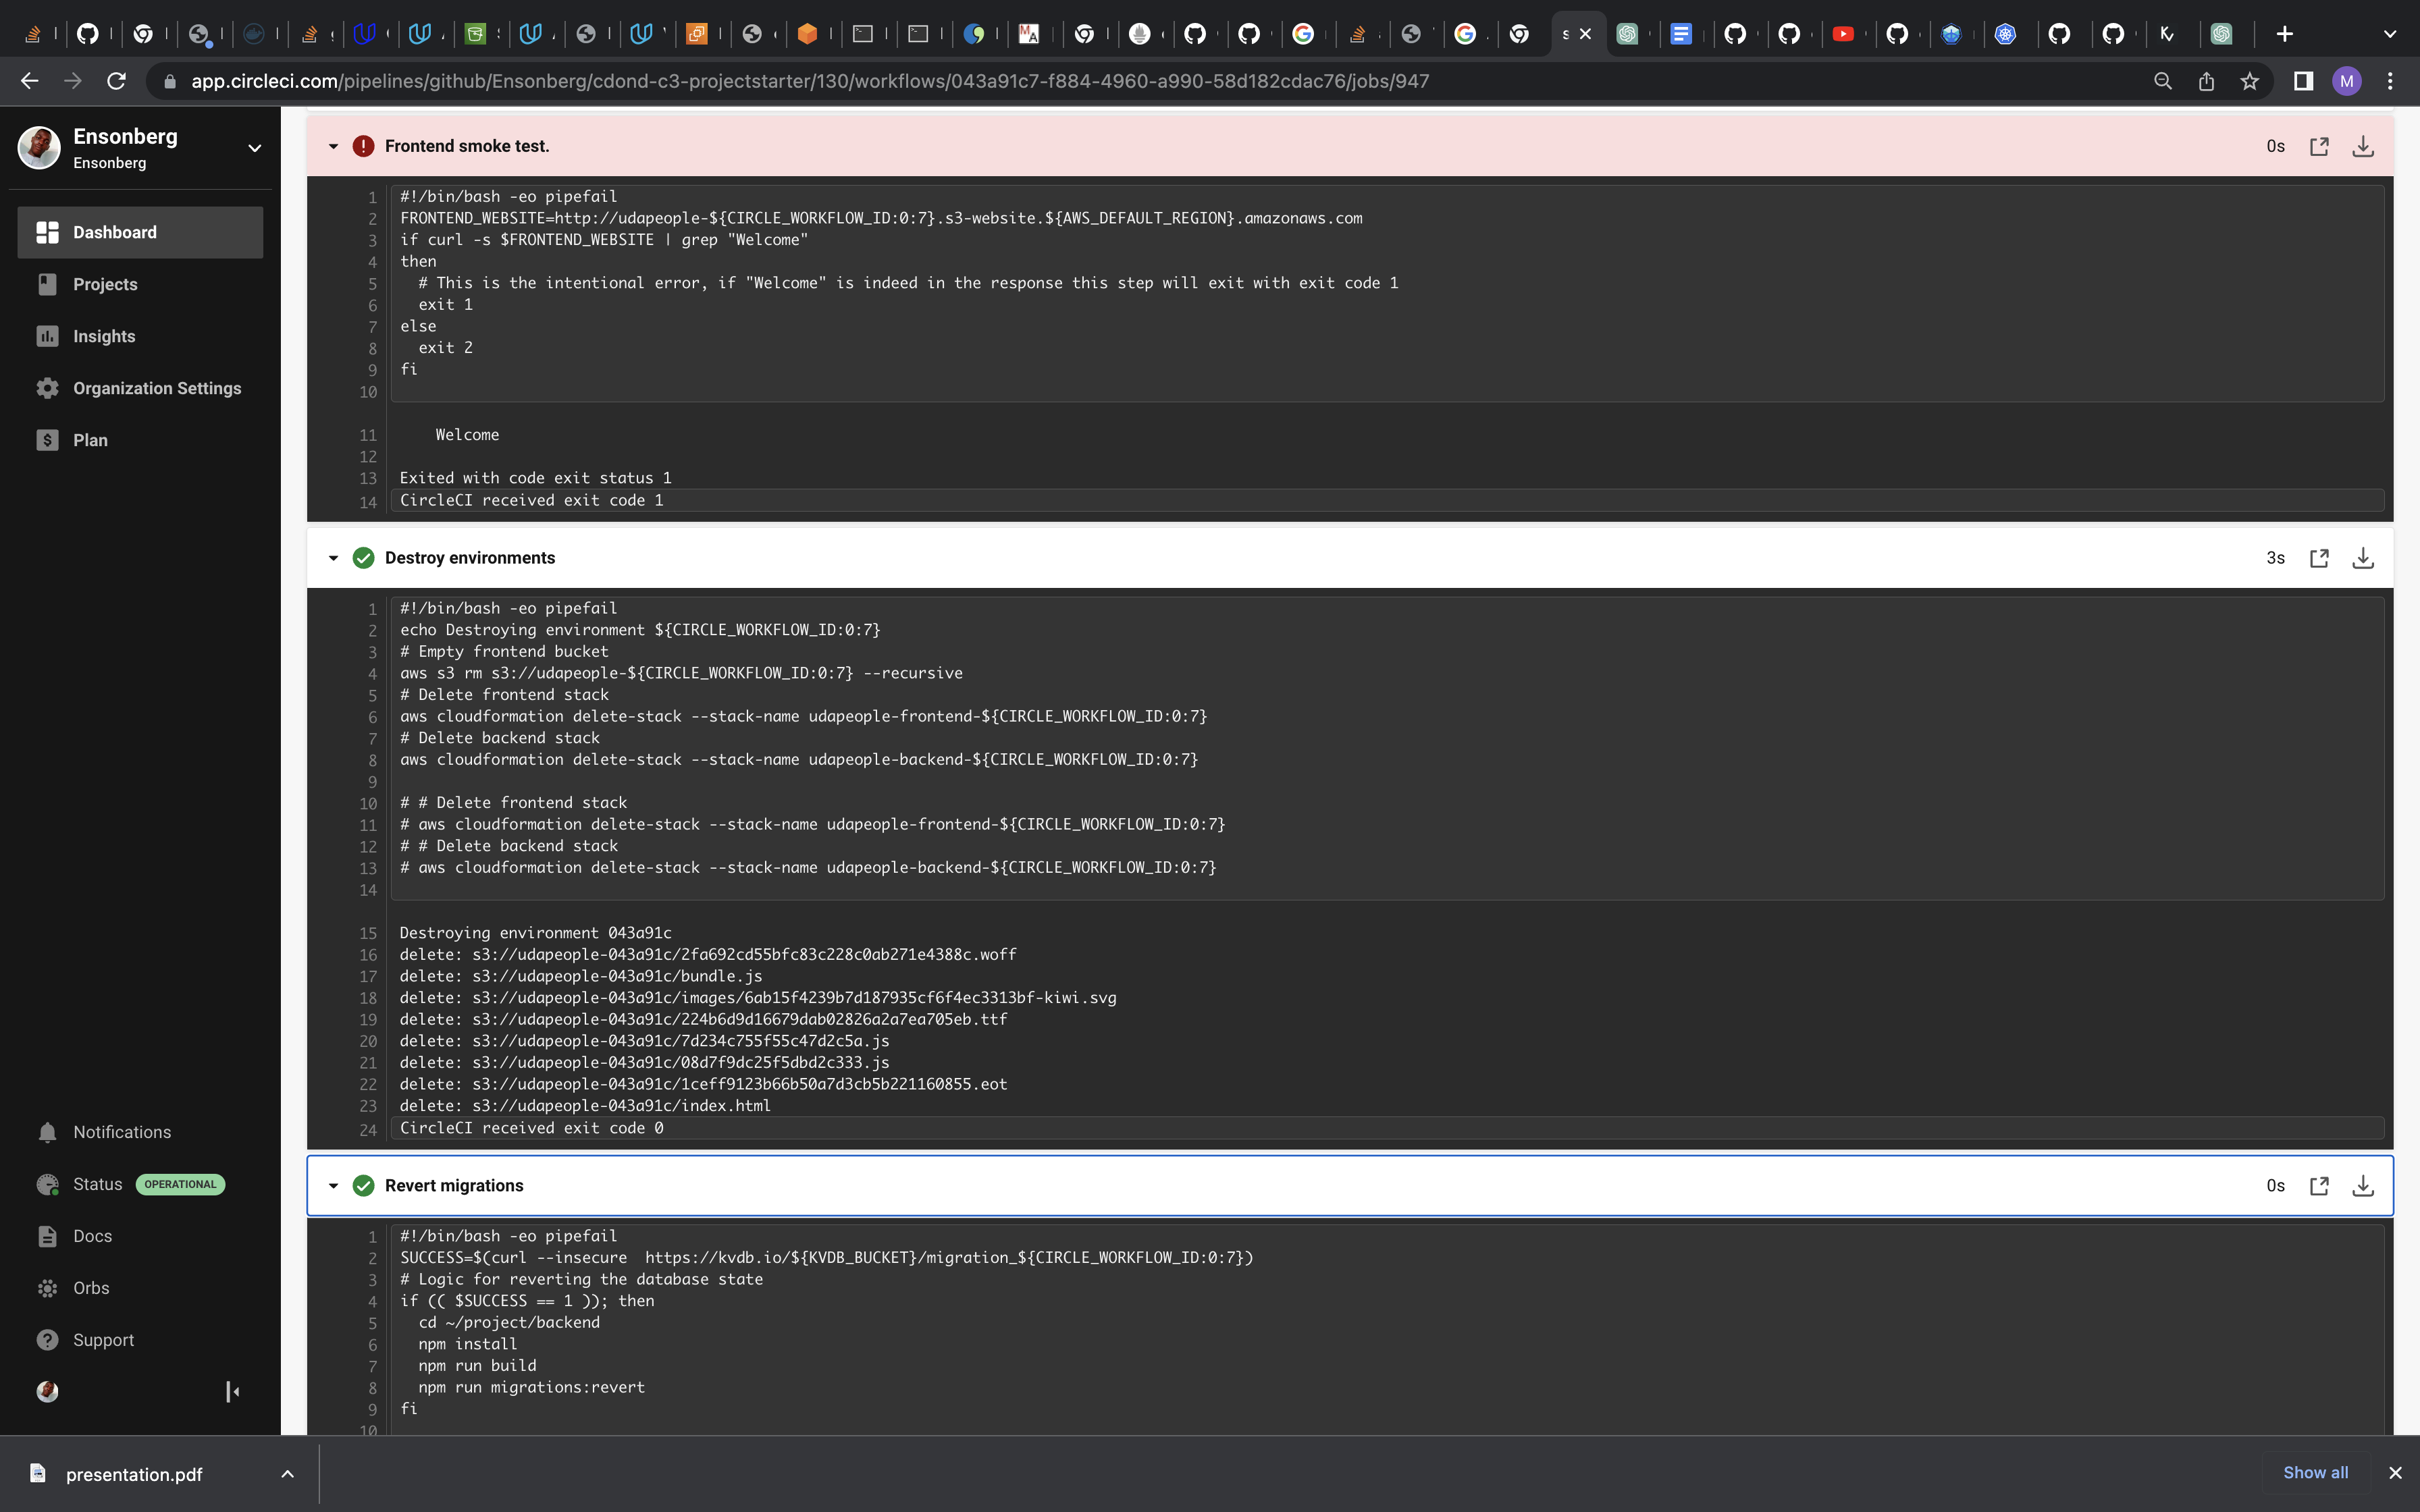 app.circleci.com/pipelines/github/Ensonberg/cdond-c3-projectstarter/130/workflows/043a91c7-f884-4960-a990-58d182cdac76/jobs/947
M
Ensonberg
Ensonberg
Dashboard
Projects
Insights
Organization Settings
Plan
Notifications
Status OPERATIONAL
Docs
Orbs
Support
Frontend smoke test. 0s
1 #!/bin/bash -eo pipefail
2 FRONTEND_WEBSITE=http://udapeople-${CIRCLE_WORKFLOW_ID:0:7}.s3-website.${AWS_DEFAULT_REGION}.amazonaws.com
3 if curl -s $FRONTEND_WEBSITE | grep "Welcome"
4 then
5   # This is the intentional error, if "Welcome" is indeed in the response this step will exit with exit code 1
6   exit 1
7 else
8   exit 2
9 fi
10
11     Welcome
12
13 Exited with code exit status 1
14 CircleCI received exit code 1
Destroy environments 3s
1 #!/bin/bash -eo pipefail
2 echo Destroying environment ${CIRCLE_WORKFLOW_ID:0:7}
3 # Empty frontend bucket
4 aws s3 rm s3://udapeople-${CIRCLE_WORKFLOW_ID:0:7} --recursive
5 # Delete frontend stack
6 aws cloudformation delete-stack --stack-name udapeople-frontend-${CIRCLE_WORKFLOW_ID:0:7}
7 # Delete backend stack
8 aws cloudformation delete-stack --stack-name udapeople-backend-${CIRCLE_WORKFLOW_ID:0:7}
9
10 # # Delete frontend stack
11 # aws cloudformation delete-stack --stack-name udapeople-frontend-${CIRCLE_WORKFLOW_ID:0:7}
12 # # Delete backend stack
13 # aws cloudformation delete-stack --stack-name udapeople-backend-${CIRCLE_WORKFLOW_ID:0:7}
14
15 Destroying environment 043a91c
16 delete: s3://udapeople-043a91c/2fa692cd55bfc83c228c0ab271e4388c.woff
17 delete: s3://udapeople-043a91c/bundle.js
18 delete: s3://udapeople-043a91c/images/6ab15f4239b7d187935cf6f4ec3313bf-kiwi.svg
19 delete: s3://udapeople-043a91c/224b6d9d16679dab02826a2a7ea705eb.ttf
20 delete: s3://udapeople-043a91c/7d234c755f55c47d2c5a.js
21 delete: s3://udapeople-043a91c/08d7f9dc25f5dbd2c333.js
22 delete: s3://udapeople-043a91c/1ceff9123b66b50a7d3cb5b221160855.eot
23 delete: s3://udapeople-043a91c/index.html
24 CircleCI received exit code 0
Revert migrations 0s
1 #!/bin/bash -eo pipefail
2 SUCCESS=$(curl --insecure  https://kvdb.io/${KVDB_BUCKET}/migration_${CIRCLE_WORKFLOW_ID:0:7})
3 # Logic for reverting the database state
4 if (( $SUCCESS == 1 )); then
5   cd ~/project/backend
6   npm install
7   npm run build
8   npm run migrations:revert
9 fi
10
presentation.pdf
Show all